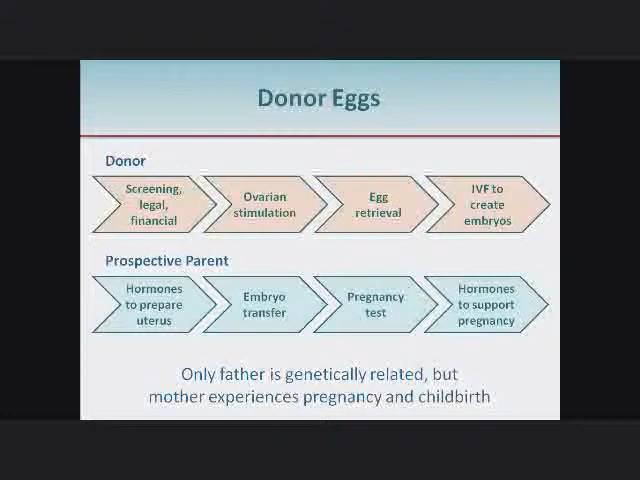 Donor Eggs
Donor
Screening,
legal,
financial
Ovarian
stimulation
Egg
retrieval
IVF to
create
embryos
Prospective Parent
Hormones
to prepare
uterus
Embryo
transfer
Pregnancy
test
Hormones
to support
pregnancy
Only father is genetically related, but
mother experiences pregnancy and childbirth